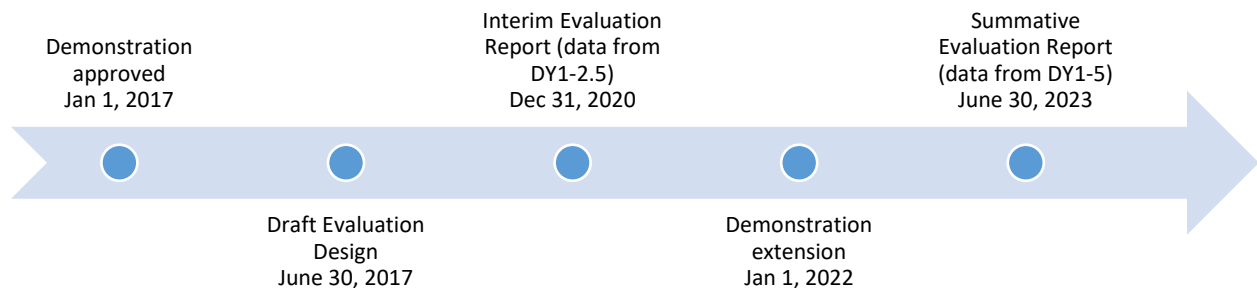 Demonstration
approved
Jan 1, 2017
Draft Evaluation
Design
June 30, 2017
Interim Evaluation
Report (data from
DY1-2.5)
Dec 31, 2020
Demonstration
extension
Jan 1, 2022
Summative
Evaluation Report
(data from DY1-5)
June 30, 2023